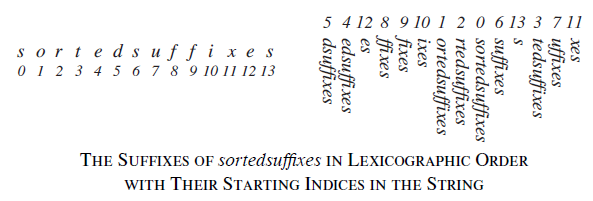 5 4 12 8 9 10 1 2 0 6 13 3 7 11
s o r t e d s u f f i x e s
0 1 2 3 4 5 6 7 8 9 10 11 12 13
dsuffixes
edsuffixes
es
ffixes
fixes
ixes
ortedsuffixes
rtedsuffixes
sortedsuffixes
suffixes
s
tedsuffixes
uffixes
xes
THE SUFFIXES OF sortedsuffixes IN LEXICOGRAPHIC ORDER
WITH THEIR STARTING INDICES IN THE STRING